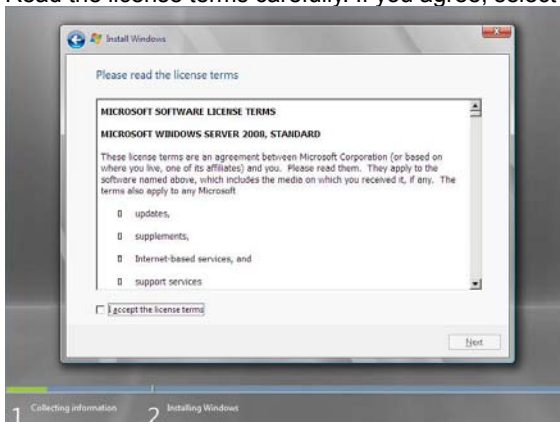 Read the license terms carefully. If you agree, select
Install Windows
Please read the license terms
MICROSOFT SOFTWARE LICENSE TERMS
MICROSOFT WINDOWS SERVER 2008, STANDARD
These license terms are an agreement between Microsoft Corporation (or based on
where you live, one of its affiliates) and you. Please read them. They apply to the
software named above, which includes the media on which you received it, if any. The
terms also apply to any Microsoft
updates,
supplements,
Internet-based services, and
support services
I accept the license terms
Next
1 Collecting information 2 Installing Windows